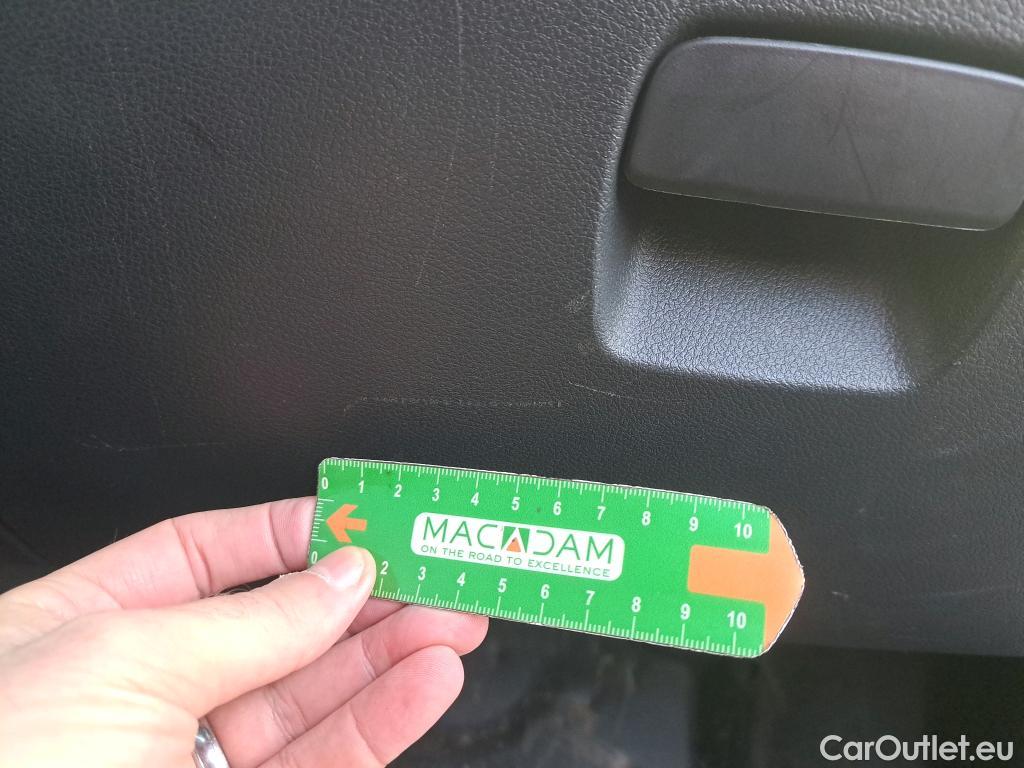 0 1 2 3 4 5 6 7 8 9 10
MACADAM
ON THE ROAD TO EXCELLENCE
0 2 3 4 5 6 7 8 9 10
CarOutlet.eu